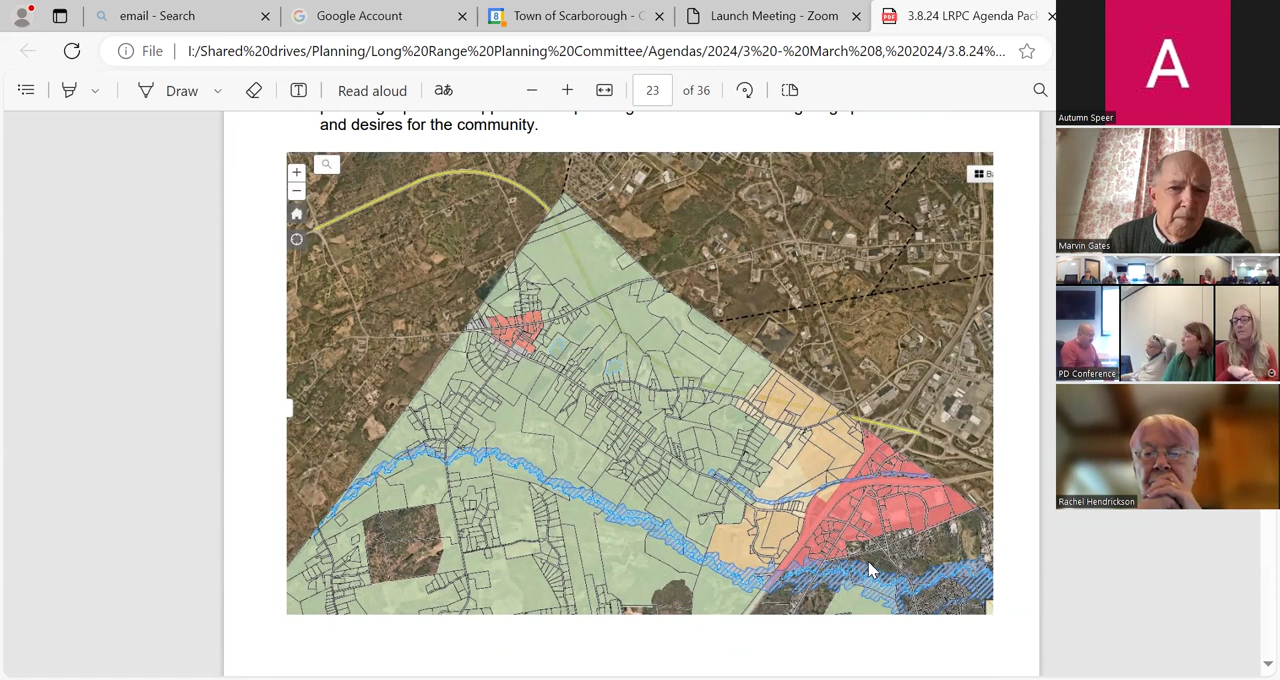 email - Search
Google Account
Town of Scarborough - C
Launch Meeting - Zoom
3.8.24 LRPC Agenda Pack
File
I:/Shared%20drives/Planning/Long%20Range%20Planning%20Committee/Agendas/2024/3%20-%20March%208,%202024/3.8.24%...
Draw
Read aloud
23
of 36
and desires for the community.
A
Autumn Speer
Marvin Gates
PD Conference
Rachel Hendrickson